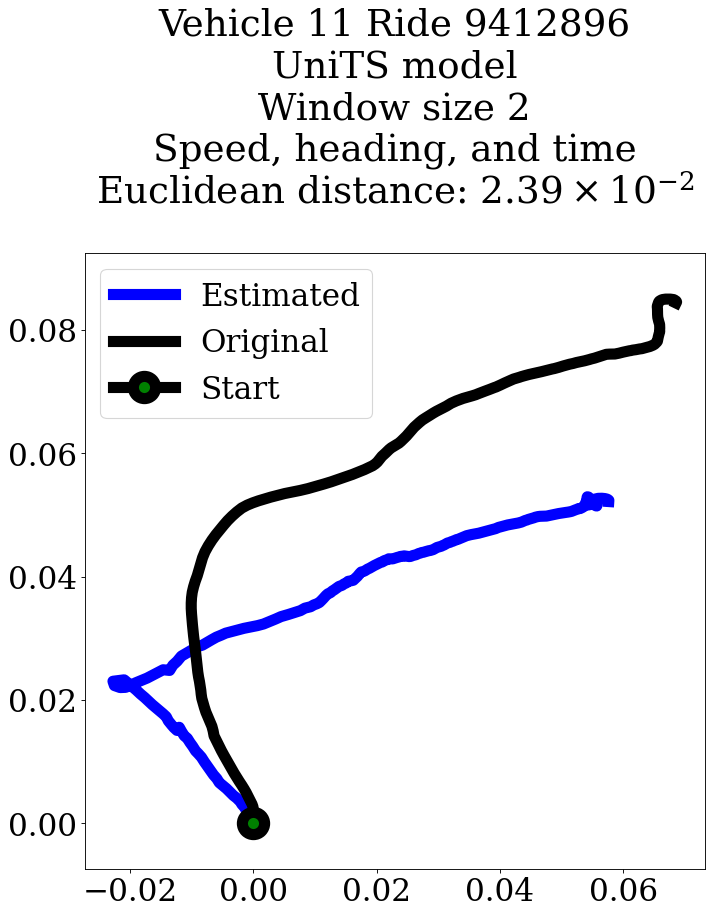 Vehicle 11 Ride 9412896
UniTS model
Window size 2
Speed, heading, and time
Euclidean distance: 2.39 × 10⁻²
Estimated
Original
Start
0.08
0.06
0.04
0.02
0.00
−0.02 0.00 0.02 0.04 0.06